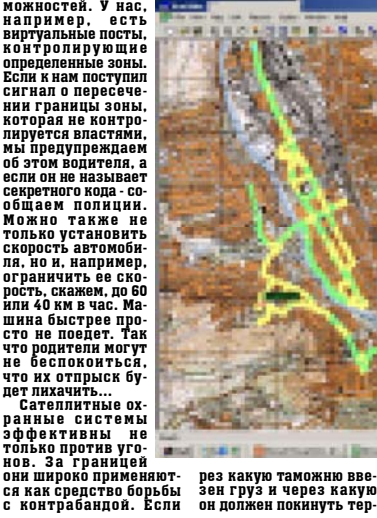 можностей. У нас,
например, есть
виртуальные посты,
контролирующие
определенные зоны.
Если к нам поступил
сигнал о пересече-
нии границы зоны,
которая не контро-
лируется властями,
мы предупреждаем
об этом водителя, а
если он не называет
секретного кода - со-
общаем полиции.
Можно также не
только установить
скорость автомоби-
ля, но и, например,
ограничить ее ско-
рость, скажем, до 60
или 40 км в час. Ма-
шина быстрее про-
сто не поедет. Так
что родители могут
не беспокоиться,
что их отпрыск бу-
дет лихачить...
Сателлитные ох-
ранные системы
эффективны не
только против уго-
нов. За границей
они широко применяют-
ся как средство борьбы
с контрабандой. Если
рез какую таможню вве-
зен груз и через какую
он должен покинуть тер-